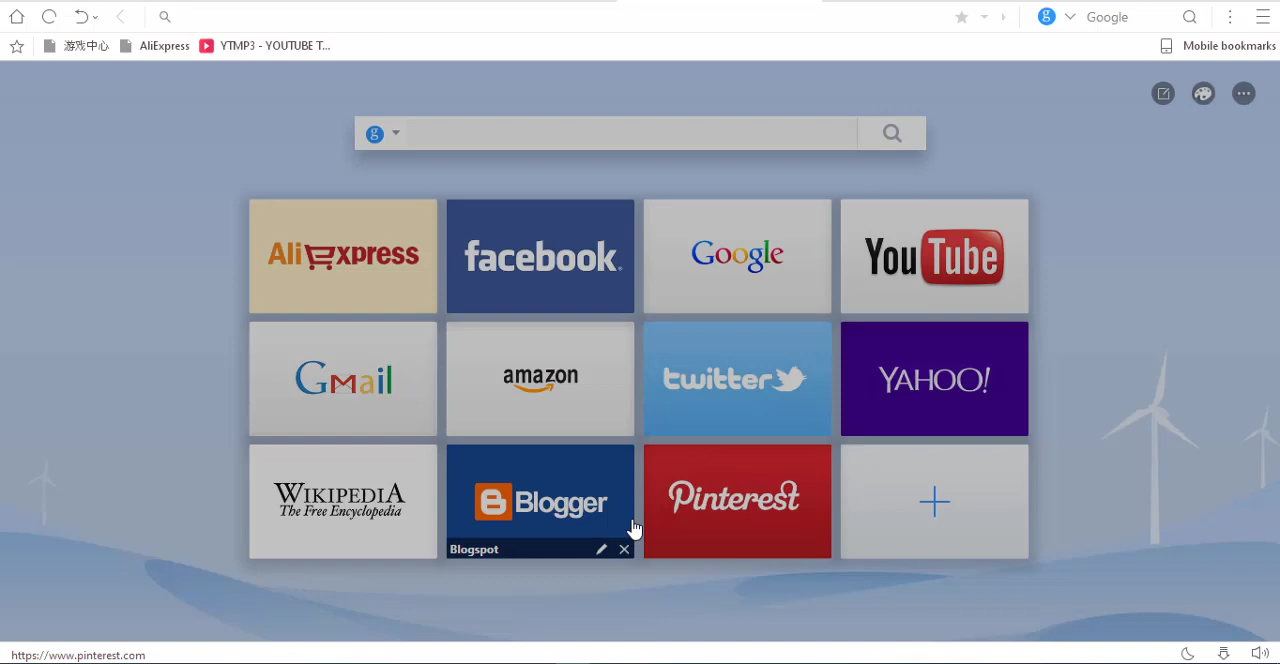 Google
游戏中心 AliExpress YTMP3 - YOUTUBE T... Mobile bookmarks
g
AliExpress facebook. Google YouTube
Gmail amazon twitter YAHOO!
WIKIPEDIA Blogger Pinterest
The Free Encyclopedia
Blogspot
https://www.pinterest.com